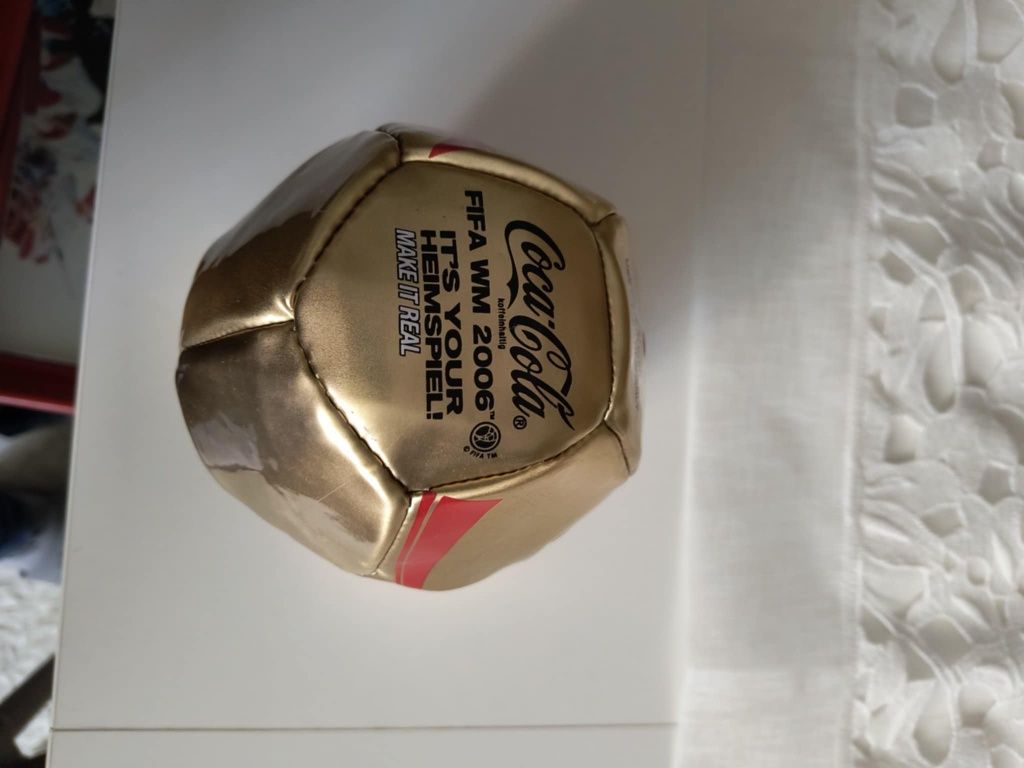 Coca-Cola®
koffeinhaltig
FIFA WM 2006™
© FIFA TM
IT'S YOUR
HEIMSPIEL!
MAKE IT REAL